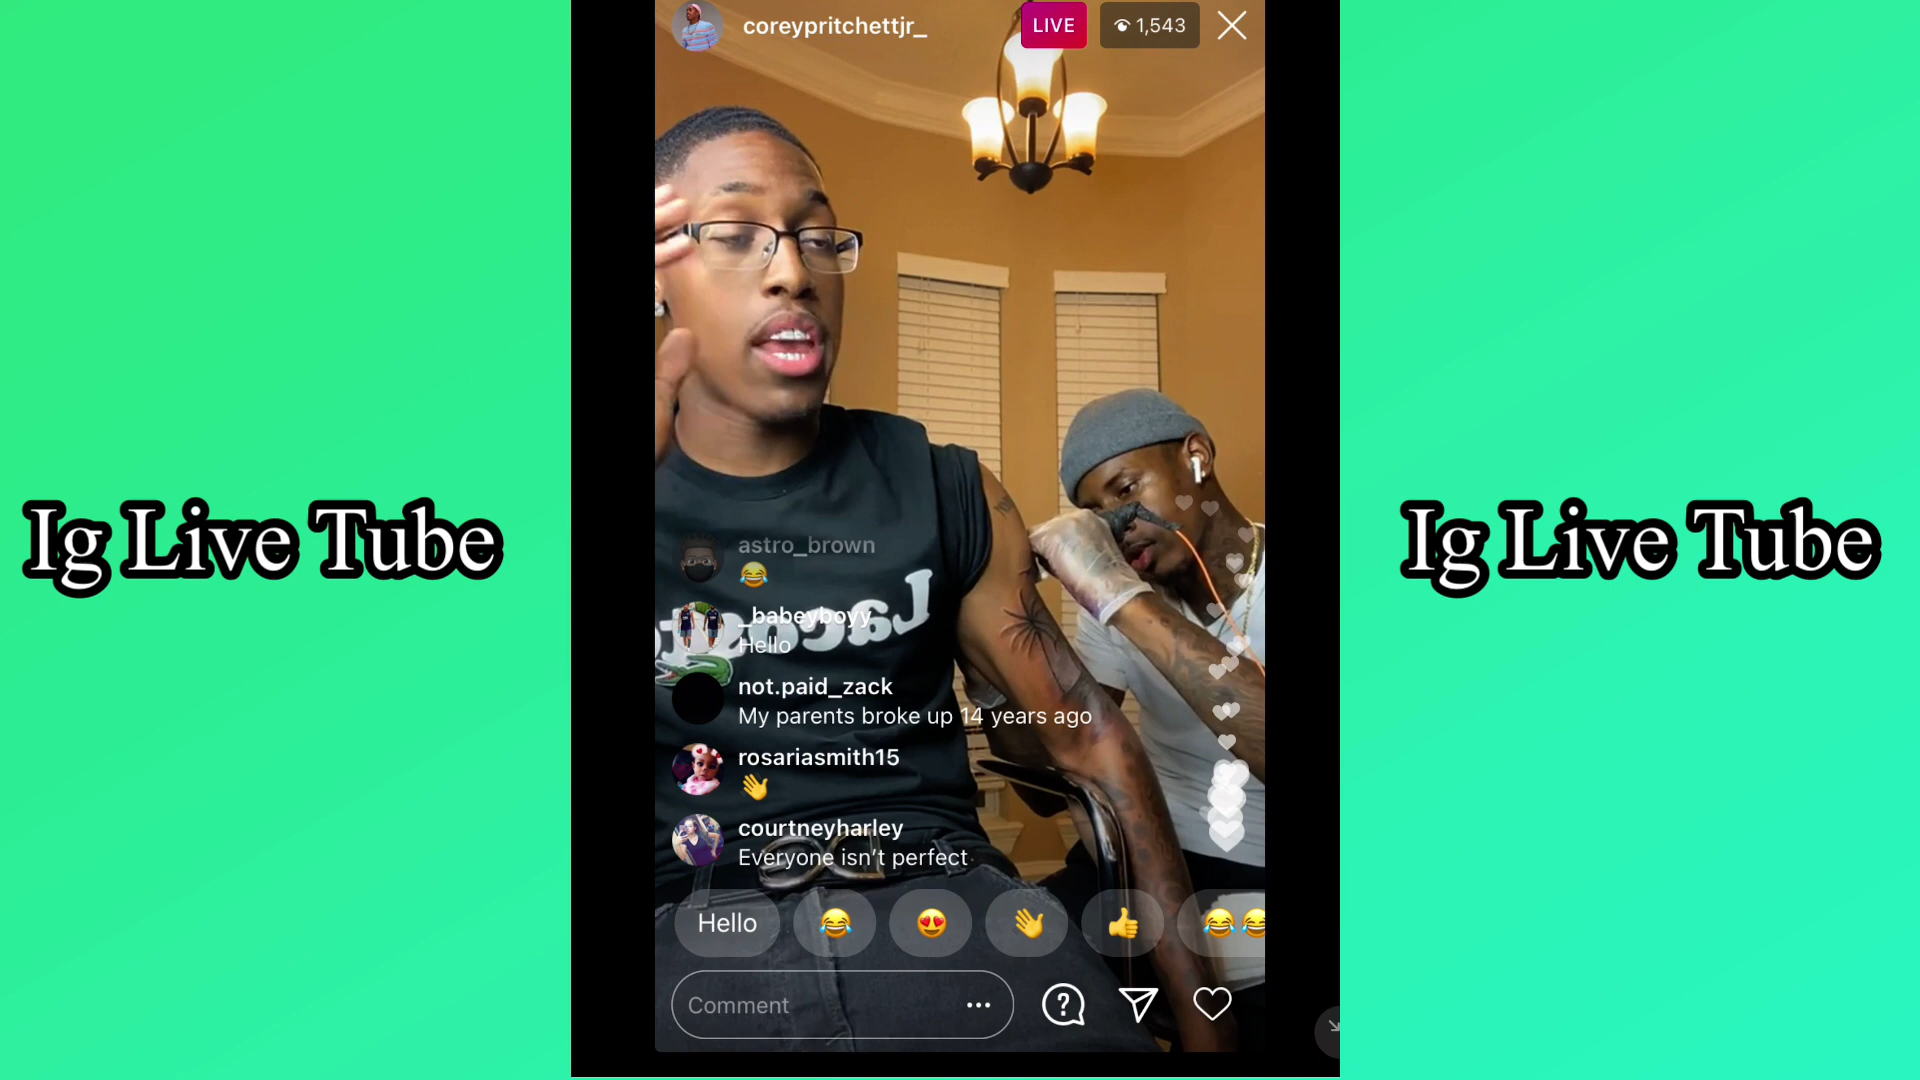 coreypritchettjr_
LIVE
1,543
Ig Live Tube
Ig Live Tube
Lacoste
astro_brown
😂
_babeyboyy
Hello
not.paid_zack
My parents broke up 14 years ago
rosariasmith15
👋
courtneyharley
Everyone isn't perfect
Hello 😂 😍 👋 👍 😂😂
Comment ...